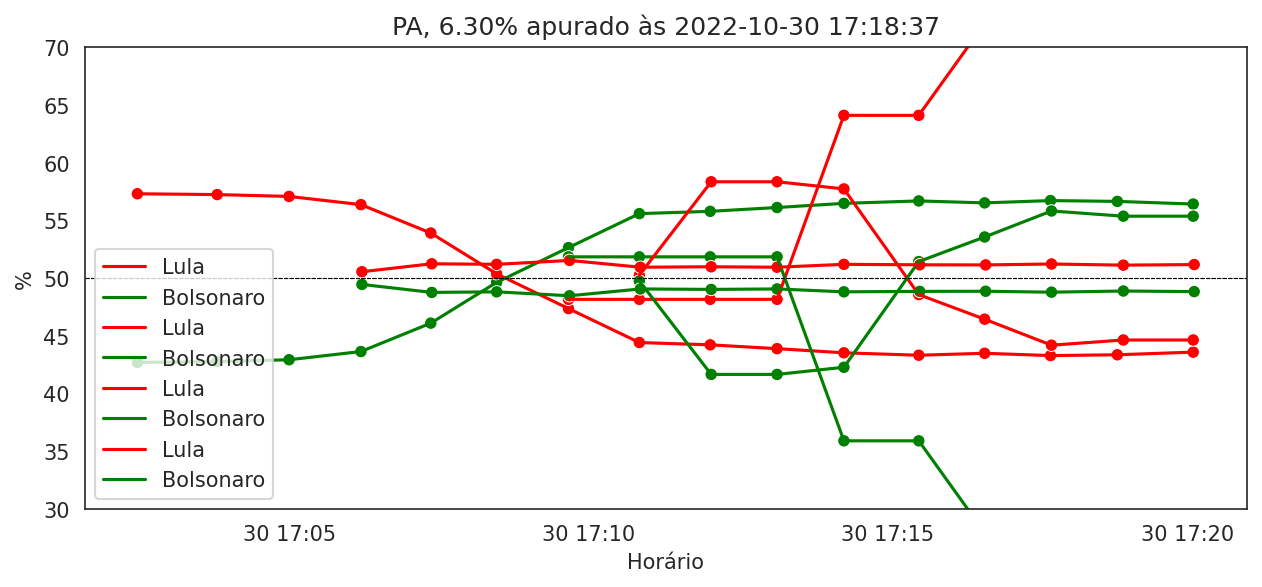 PA, 6.30% apurado às 2022-10-30 17:18:37
70
65
60
55
50
45
40
35
30
%
Lula
Bolsonaro
Lula
Bolsonaro
Lula
Bolsonaro
Lula
Bolsonaro
30 17:05
30 17:10
30 17:15
30 17:20
Horário